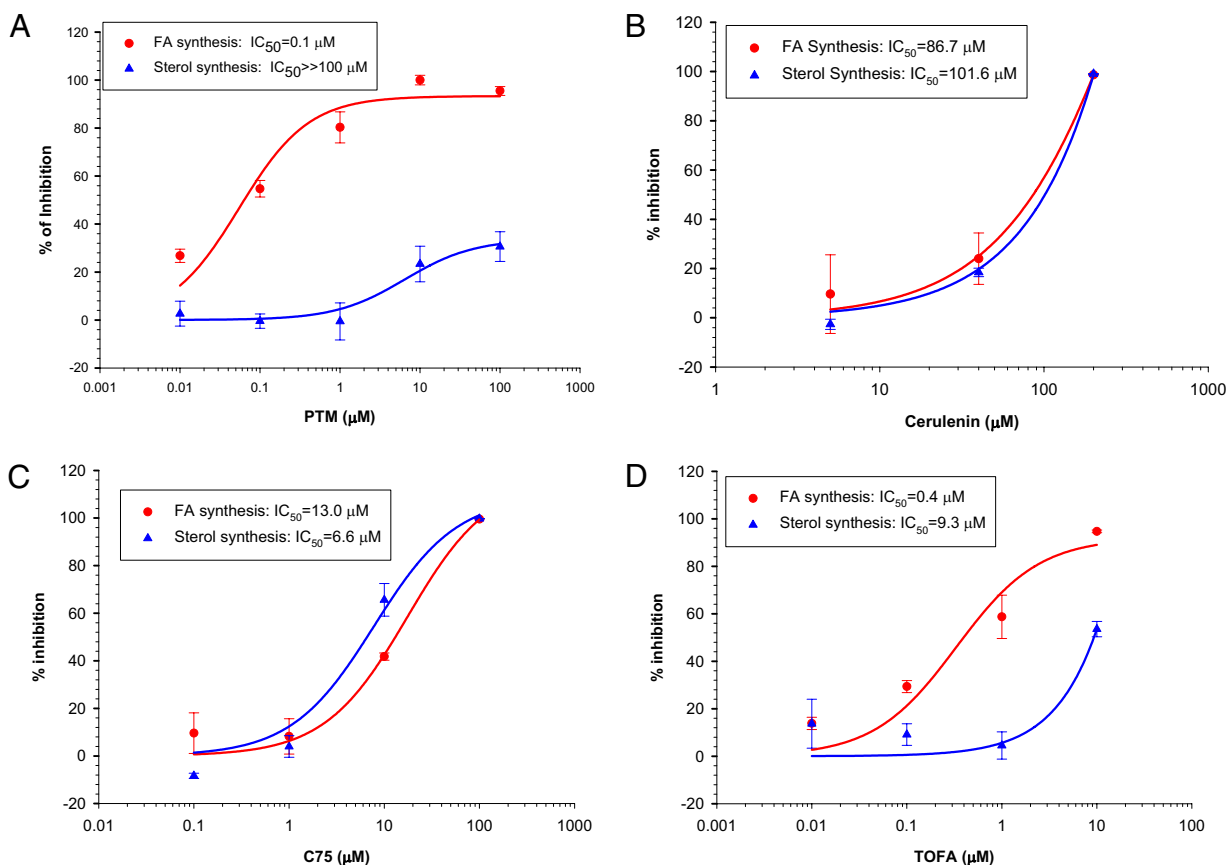 A
FA synthesis: IC50=0.1 μM
Sterol synthesis: IC50>>100 μM
120
100
80
60
40
20
0
-20
% of Inhibition
0.001 0.01 0.1 1 10 100 1000
PTM (μM)
B
FA Synthesis: IC50=86.7 μM
Sterol Synthesis: IC50=101.6 μM
120
100
80
60
40
20
0
-20
% inhibition
1 10 100 1000
Cerulenin (μM)
C
FA synthesis: IC50=13.0 μM
Sterol synthesis: IC50=6.6 μM
120
100
80
60
40
20
0
-20
% inhibition
0.01 0.1 1 10 100 1000
C75 (μM)
D
FA synthesis: IC50=0.4 μM
Sterol synthesis: IC50=9.3 μM
120
100
80
60
40
20
0
-20
% inhibition
0.001 0.01 0.1 1 10 100
TOFA (μM)